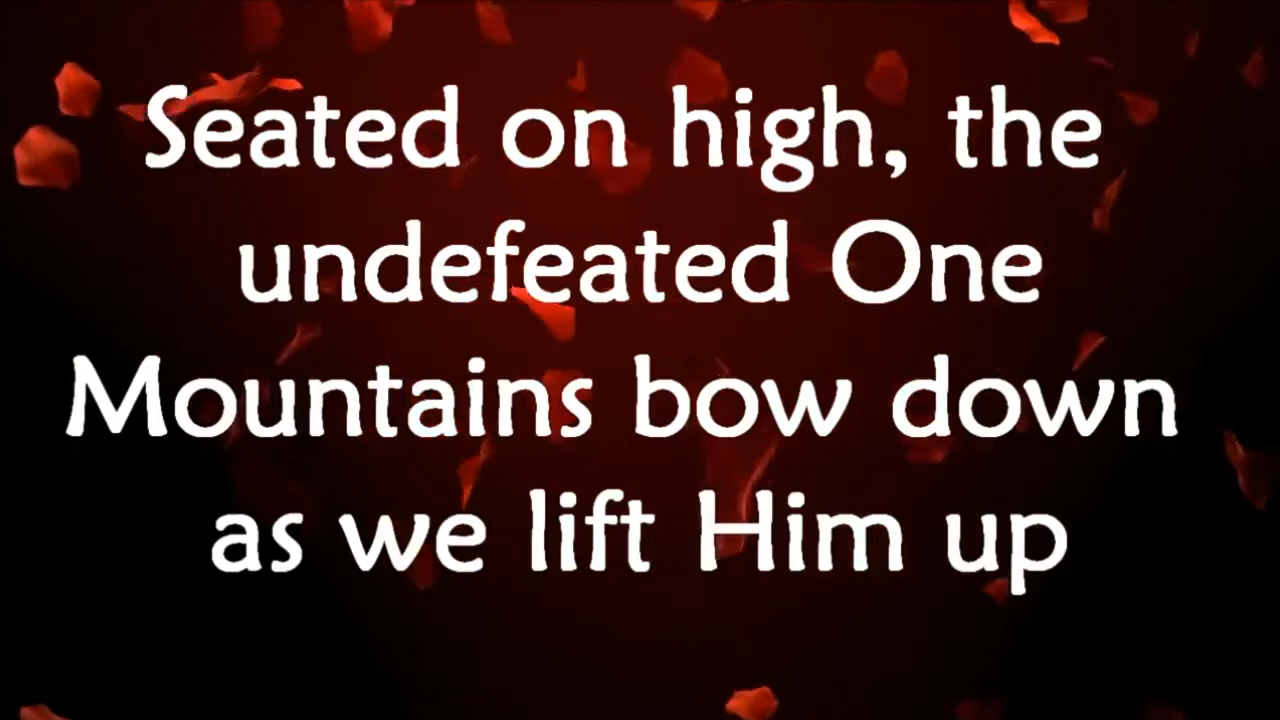 Seated on high, the
undefeated One
Mountains bow down
as we lift Him up